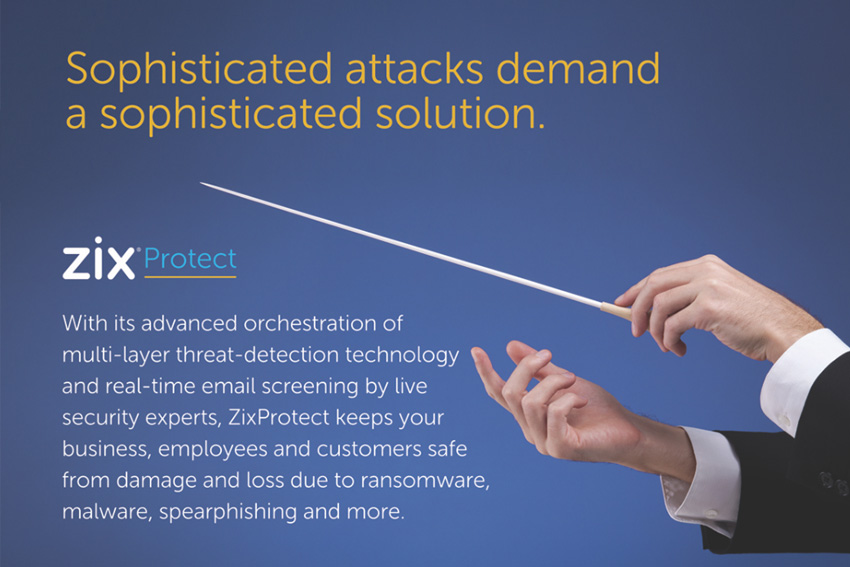 Sophisticated attacks demand
a sophisticated solution.
zix® Protect
With its advanced orchestration of
multi-layer threat-detection technology
and real-time email screening by live
security experts, ZixProtect keeps your
business, employees and customers safe
from damage and loss due to ransomware,
malware, spearphishing and more.